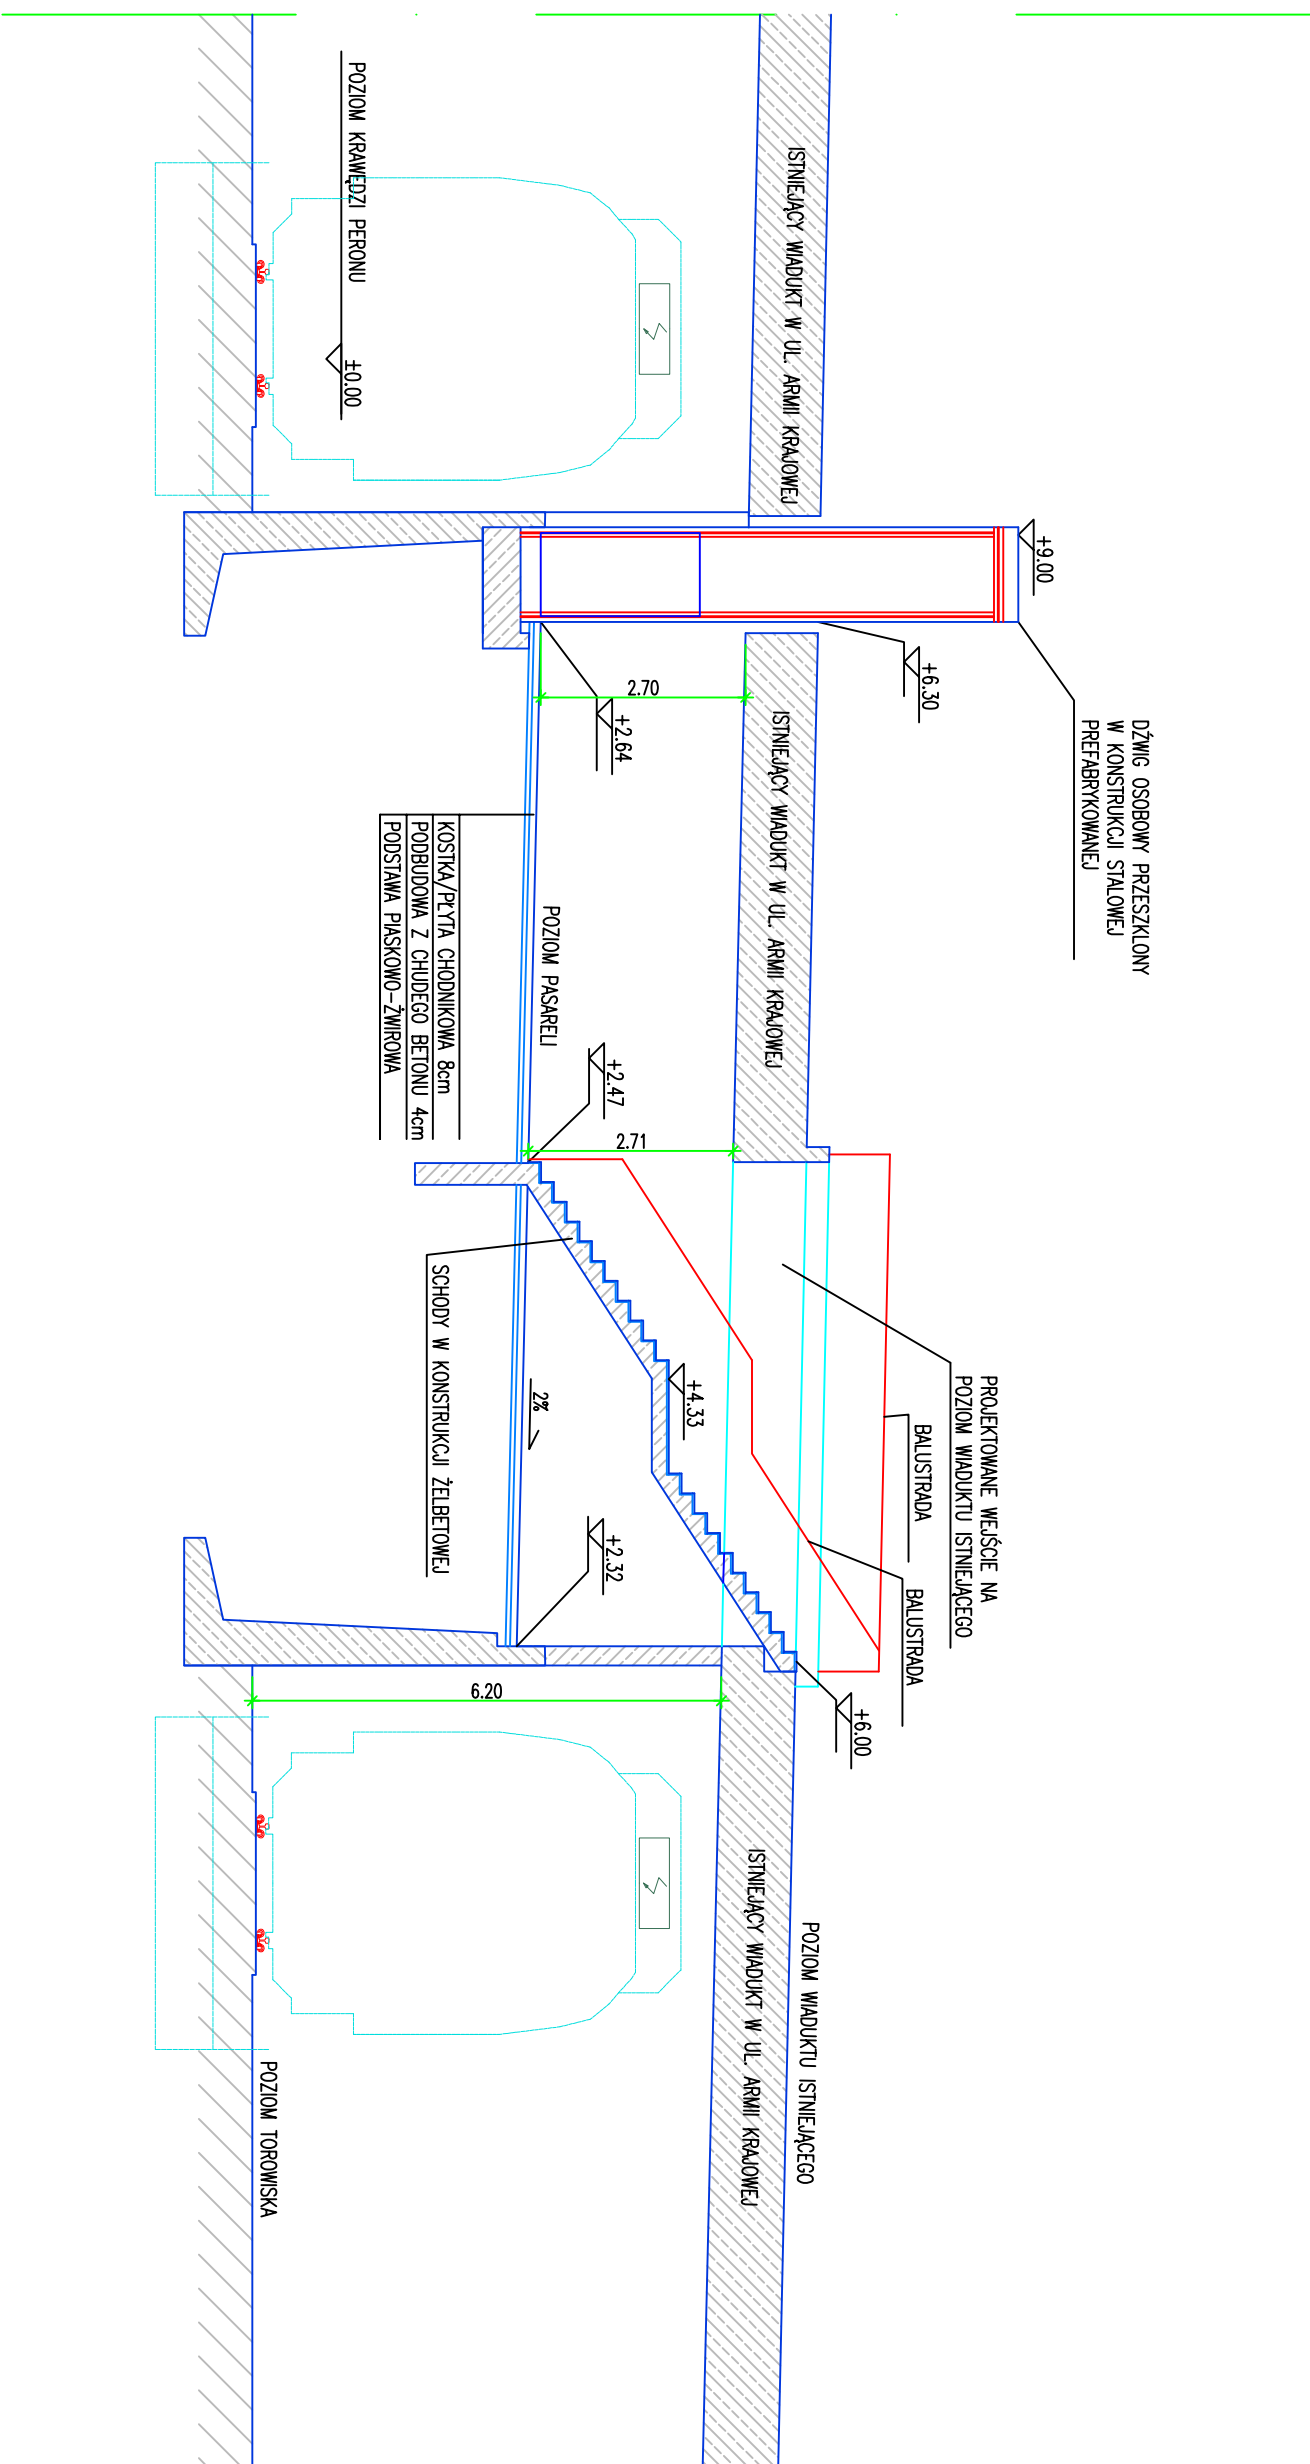 DŹWIG OSOBOWY PRZESZKLONY
W KONSTRUKCJI STALOWEJ
PREFABRYKOWANEJ
+9.00
+6.30
PROJEKTOWANE WEJŚCIE NA
POZIOM WIADUKTU ISTNIEJĄCEGO
BALUSTRADA
BALUSTRADA
+6.00
POZIOM WIADUKTU ISTNIEJĄCEGO
ISTNIEJĄCY WIADUKT W UL. ARMII KRAJOWEJ
ISTNIEJĄCY WIADUKT W UL. ARMII KRAJOWEJ
ISTNIEJĄCY WIADUKT W UL. ARMII KRAJOWEJ
+4.33
2.70
2.71
+2.64
+2.47
+2.32
POZIOM PASARELI
2%
6.20
KOSTKA/PŁYTA CHODNIKOWA 8cm
PODBUDOWA Z CHUDEGO BETONU 4cm
PODSTAWA PIASKOWO-ŻWIROWA
SCHODY W KONSTRUKCJI ŻELBETOWEJ
POZIOM KRAWĘDZI PERONU
±0.00
POZIOM TOROWISKA